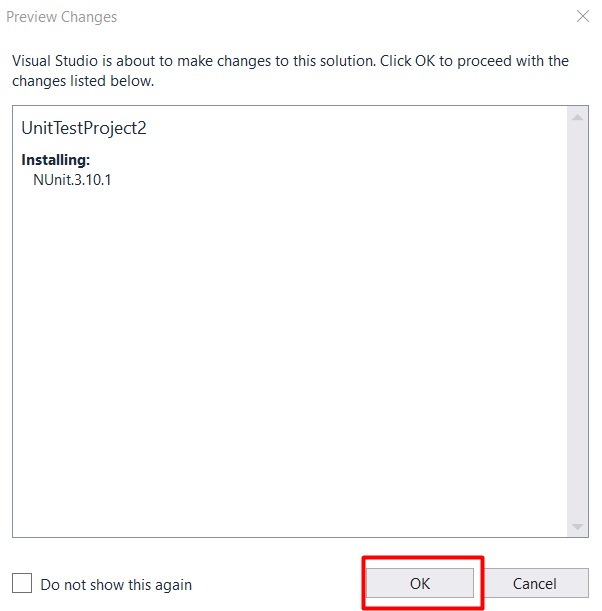 Preview Changes
Visual Studio is about to make changes to this solution. Click OK to proceed with the
changes listed below.
UnitTestProject2
Installing:
NUnit.3.10.1
Do not show this again
OK
Cancel